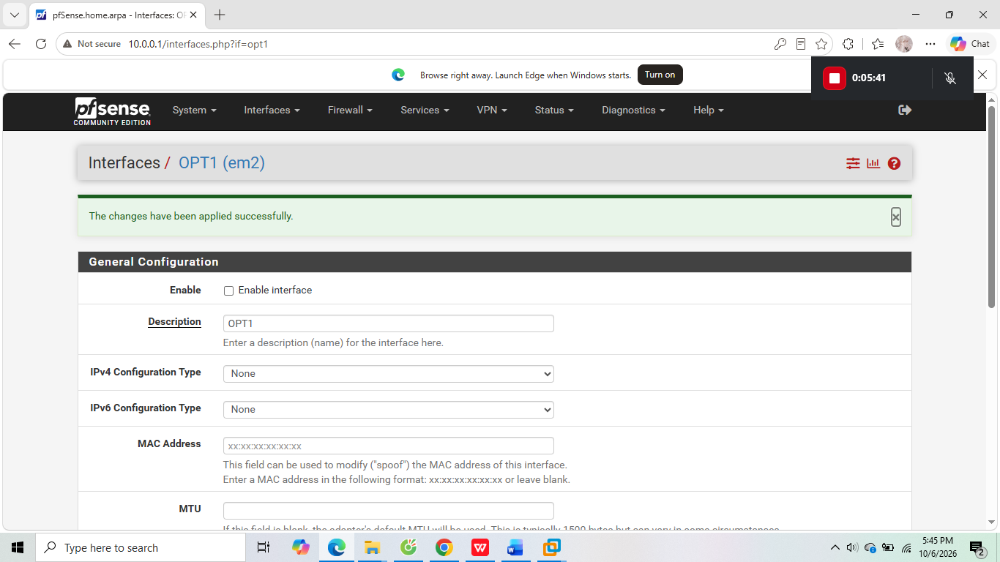 pfSense.home.arpa - Interfaces: OP
Not secure 10.0.0.1/interfaces.php?if=opt1
Chat
Browse right away. Launch Edge when Windows starts. Turn on
0:05:41
pfsense
COMMUNITY EDITION
System Interfaces Firewall Services VPN Status Diagnostics Help
Interfaces / OPT1 (em2)
The changes have been applied successfully.
General Configuration
Enable Enable interface
Description OPT1
Enter a description (name) for the interface here.
IPv4 Configuration Type None
IPv6 Configuration Type None
MAC Address xx:xx:xx:xx:xx:xx
This field can be used to modify ("spoof") the MAC address of this interface.
Enter a MAC address in the following format: xx:xx:xx:xx:xx:xx or leave blank.
MTU
If this field is blank, the adapter's default MTU will be used. This is typically 1500 bytes but can vary in some circumstances.
Type here to search
5:45 PM
10/6/2026
2